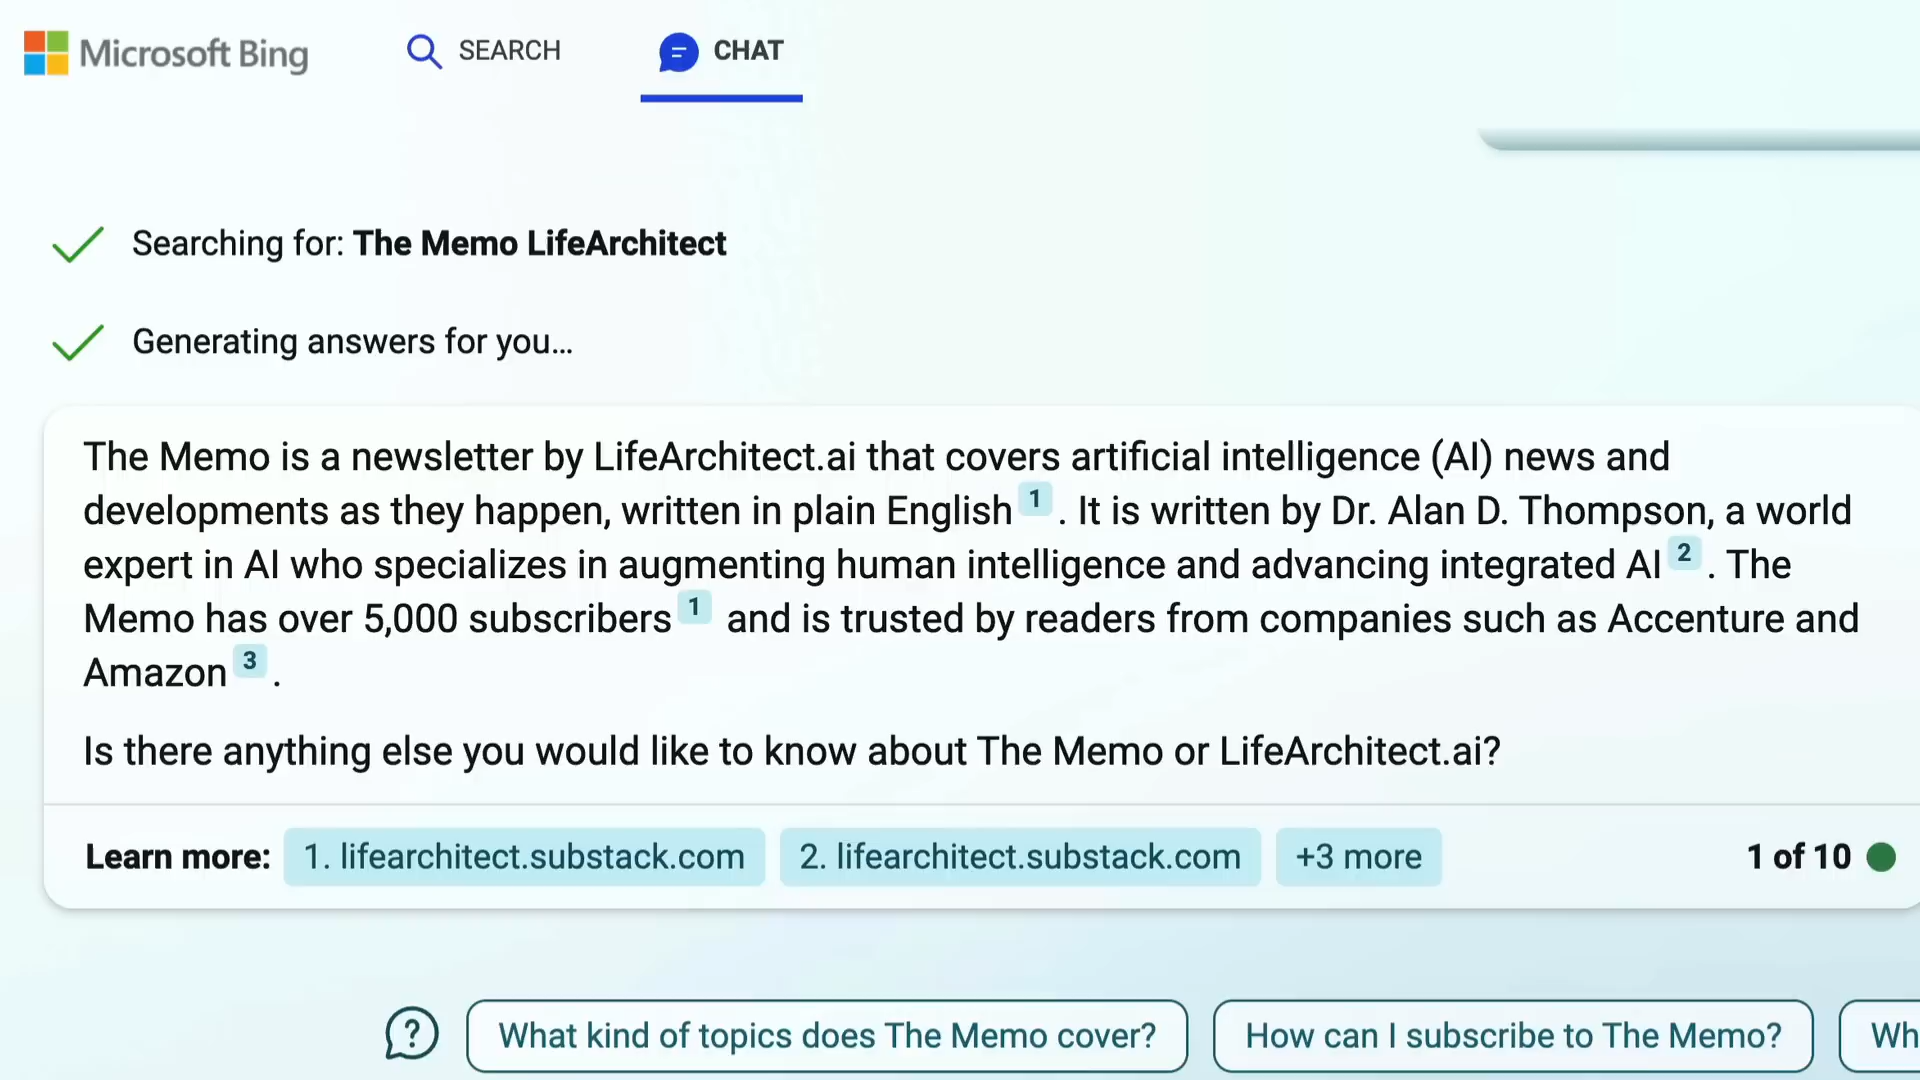 Microsoft Bing
SEARCH
CHAT
Searching for: The Memo LifeArchitect
Generating answers for you...
The Memo is a newsletter by LifeArchitect.ai that covers artificial intelligence (AI) news and
developments as they happen, written in plain English 1 . It is written by Dr. Alan D. Thompson, a world
expert in AI who specializes in augmenting human intelligence and advancing integrated AI 2 . The
Memo has over 5,000 subscribers 1 and is trusted by readers from companies such as Accenture and
Amazon 3 .
Is there anything else you would like to know about The Memo or LifeArchitect.ai?
Learn more: 1. lifearchitect.substack.com 2. lifearchitect.substack.com +3 more 1 of 10
? What kind of topics does The Memo cover? How can I subscribe to The Memo?